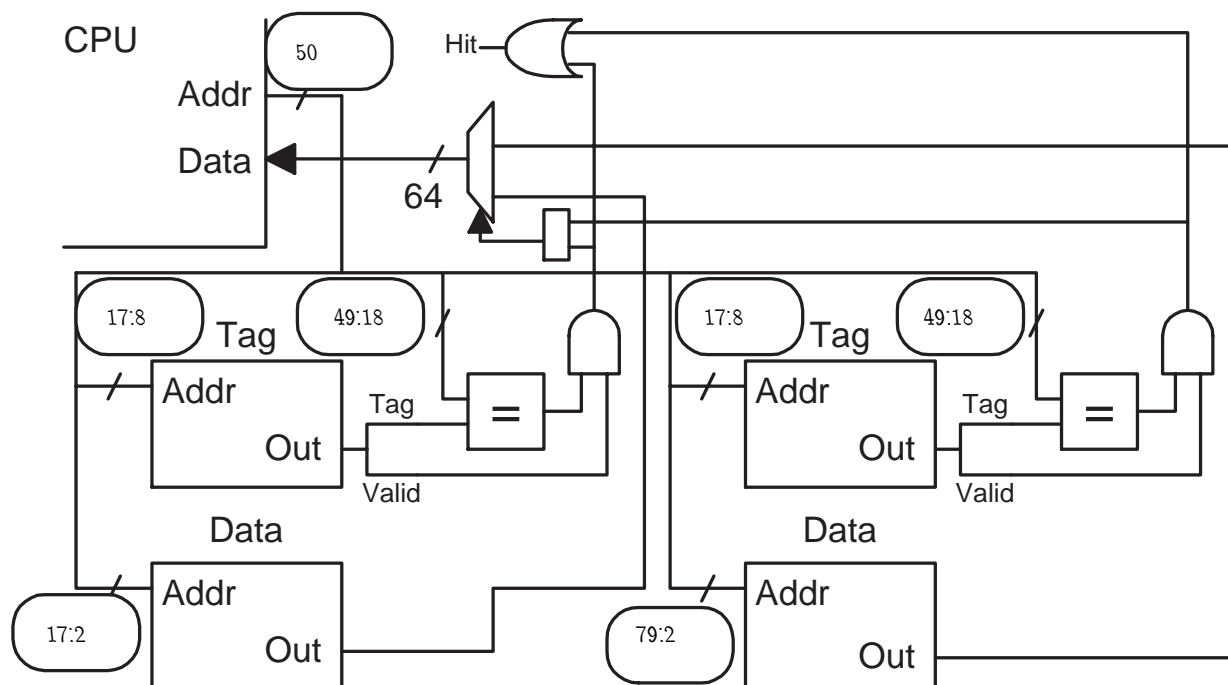 CPU
50
Hit
Addr
Data
64
17:8
49:18
17:8
49:18
Tag
Tag
Addr
Tag
=
Addr
Tag
=
Out
Out
Valid
Valid
Data
Data
Addr
Addr
17:2
79:2
Out
Out